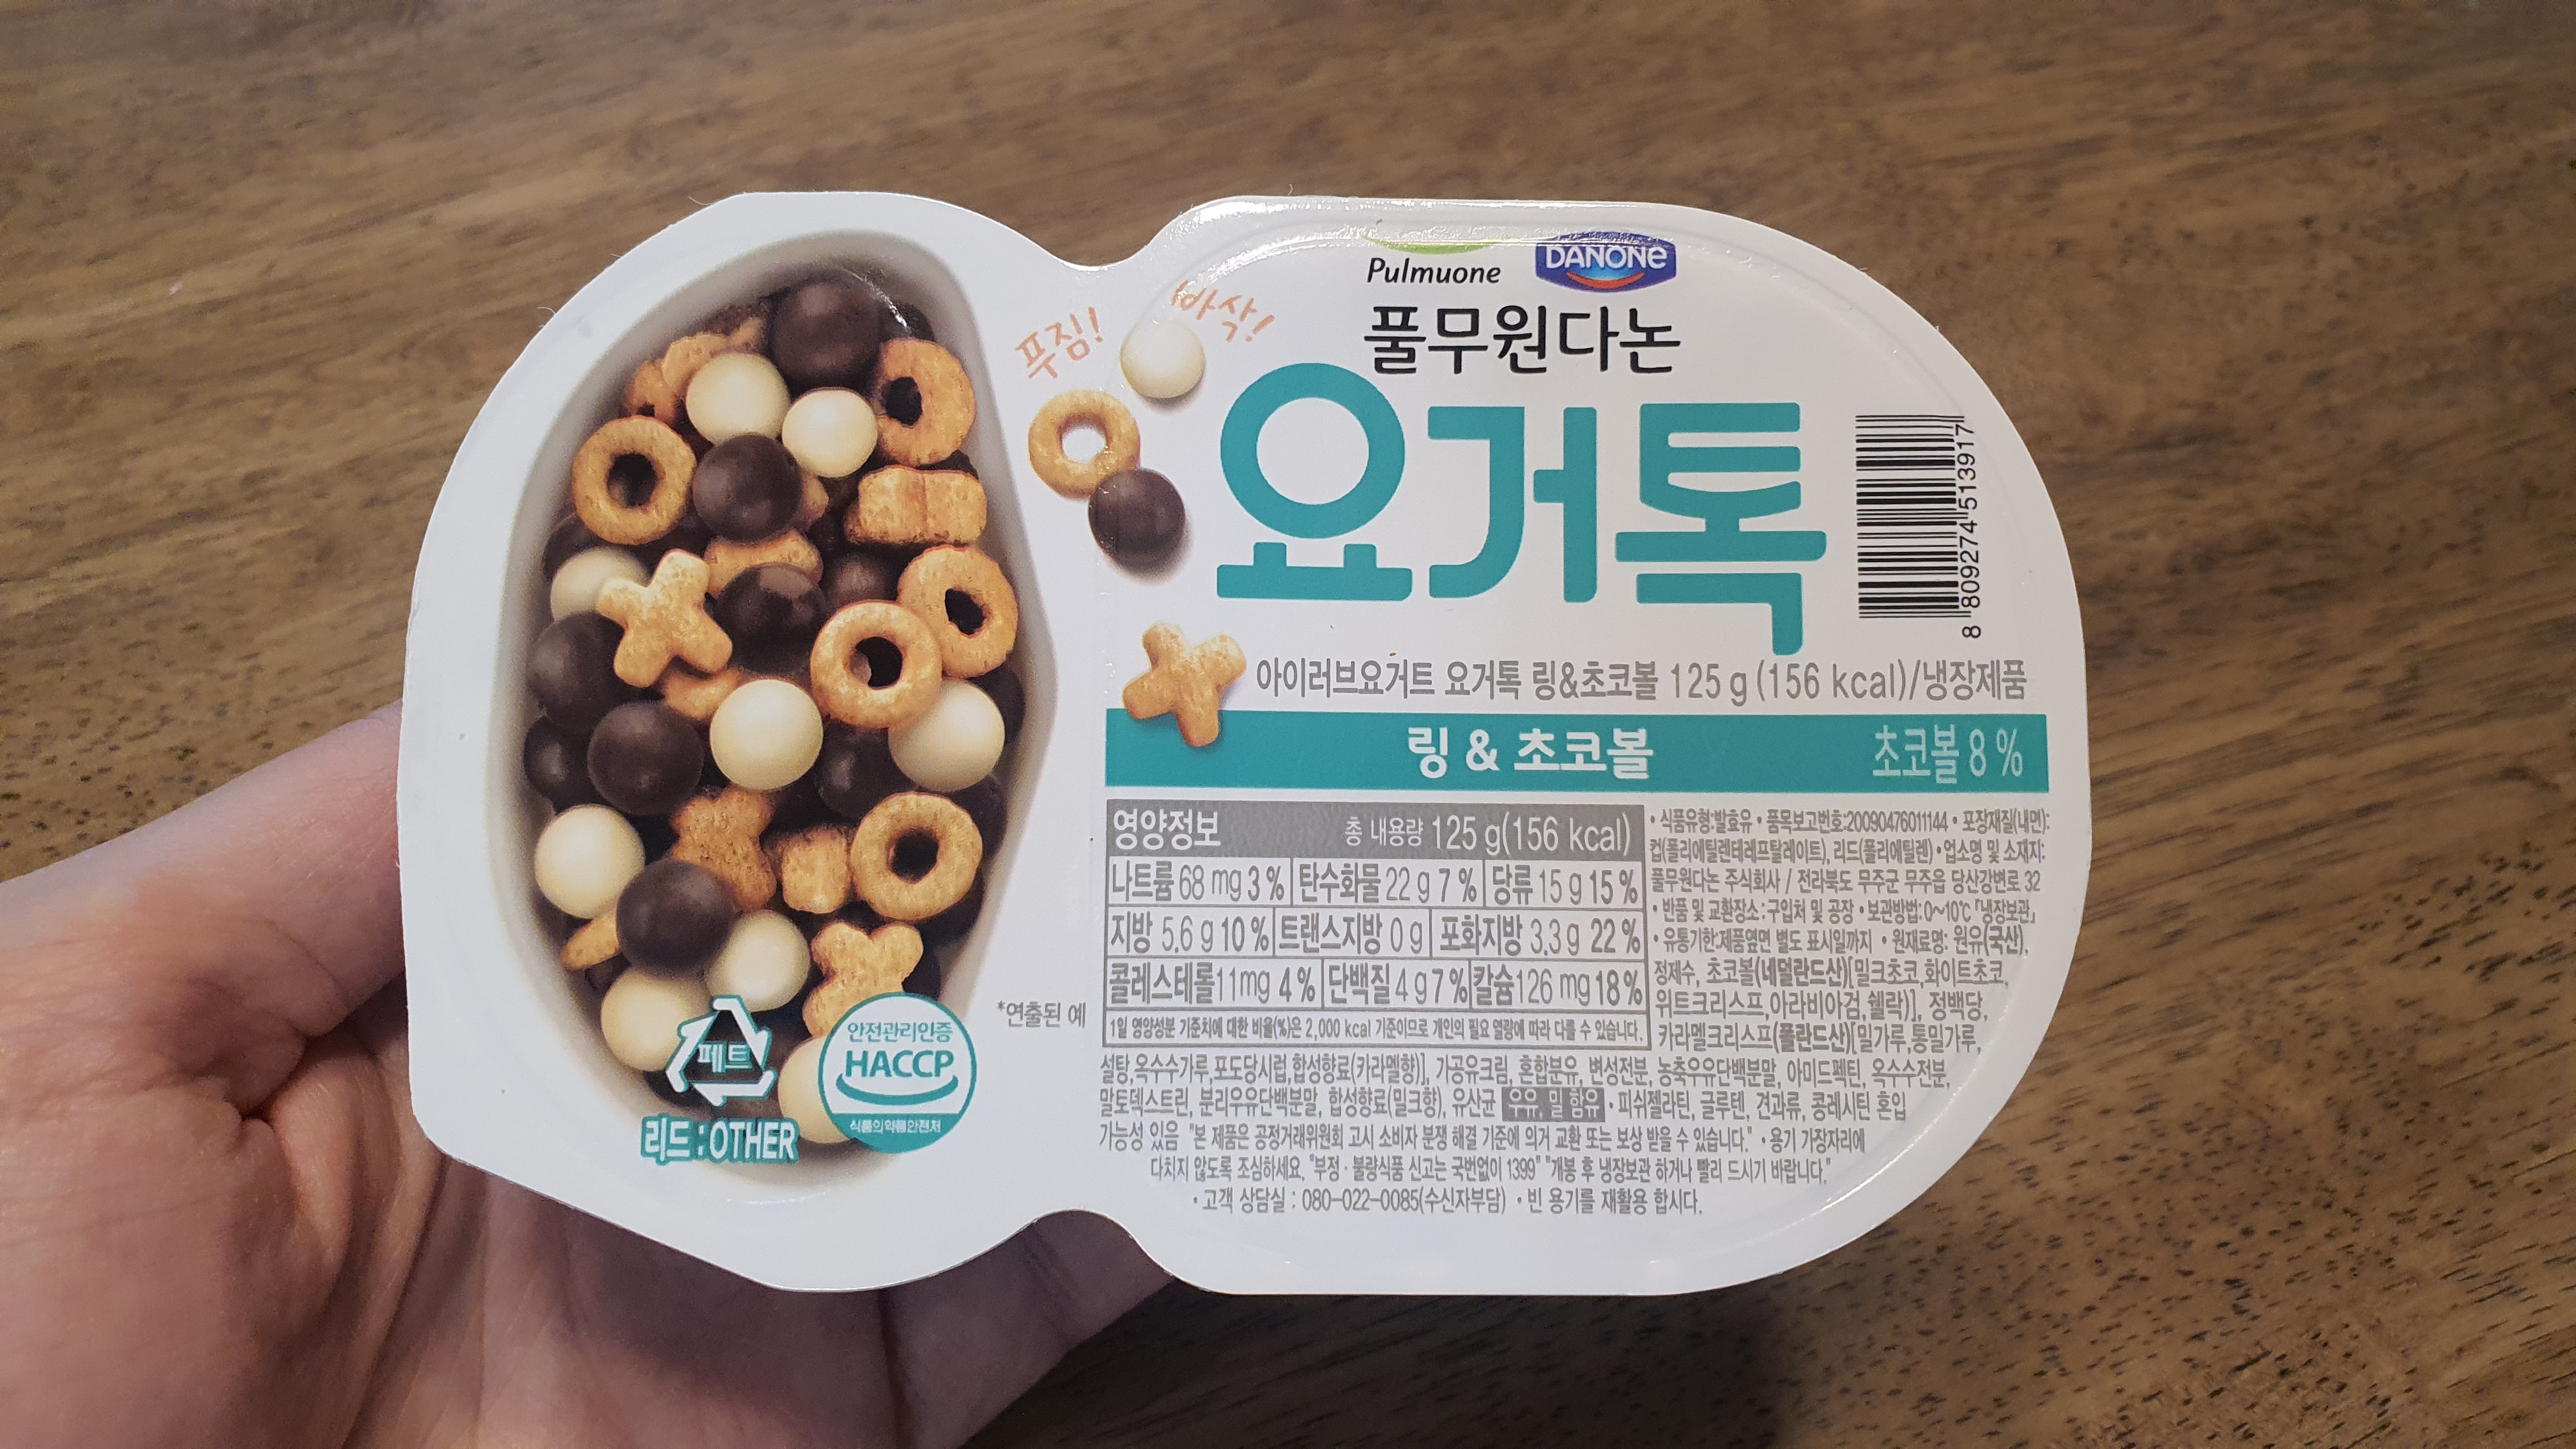 Pulmuone
DANONE
풀무원다논
푸짐!
바삭!
요거톡
8 809274 513917
아이러브요거트 요거톡 링&초코볼 125 g (156 kcal)/냉장제품
링 & 초코볼
초코볼 8 %
영양정보 총 내용량 125 g(156 kcal)
나트륨 68 mg 3 % 탄수화물 22 g 7 % 당류 15 g 15 %
지방 5.6 g 10 % 트랜스지방 0 g 포화지방 3.3 g 22 %
콜레스테롤 11mg 4 % 단백질 4 g 7 % 칼슘 126 mg 18 %
1일 영양성분 기준치에 대한 비율(%)은 2,000 kcal 기준이므로 개인의 필요 열량에 따라 다를 수 있습니다.
• 식품유형:발효유 • 품목보고번호:20090476011144 • 포장재질(내면):
컵(폴리에틸렌테레프탈레이트), 리드(폴리에틸렌) • 업소명 및 소재지:
풀무원다논 주식회사 / 전라북도 무주군 무주읍 당산강변로 32
• 반품 및 교환장소 : 구입처 및 공장 • 보관방법:0~10℃ 「냉장보관」
• 유통기한:제품옆면 별도 표시일까지 • 원재료명: 원유(국산),
정제수, 초코볼(네덜란드산)[밀크초코,화이트초코,
위트크리스프,아라비아검,쉘락)], 정백당,
카라멜크리스프(폴란드산)[밀가루,통밀가루,
설탕,옥수수가루,포도당시럽,합성향료(카라멜향)], 가공유크림, 혼합분유, 변성전분, 농축우유단백분말, 아미드펙틴, 옥수수전분,
말토덱스트린, 분리우유단백분말, 합성향료(밀크향), 유산균 우유, 밀 함유 • 피쉬젤라틴, 글루텐, 견과류, 콩레시틴 혼입
가능성 있음 "본 제품은 공정거래위원회 고시 소비자 분쟁 해결 기준에 의거 교환 또는 보상 받을 수 있습니다." • 용기 가장자리에
다치지 않도록 조심하세요. "부정 · 불량식품 신고는 국번없이 1399" "개봉 후 냉장보관 하거나 빨리 드시기 바랍니다."
• 고객 상담실 : 080-022-0085(수신자부담) • 빈 용기를 재활용 합시다.
*연출된 예
페트
리드 : OTHER
안전관리인증
HACCP
식품의약품안전처